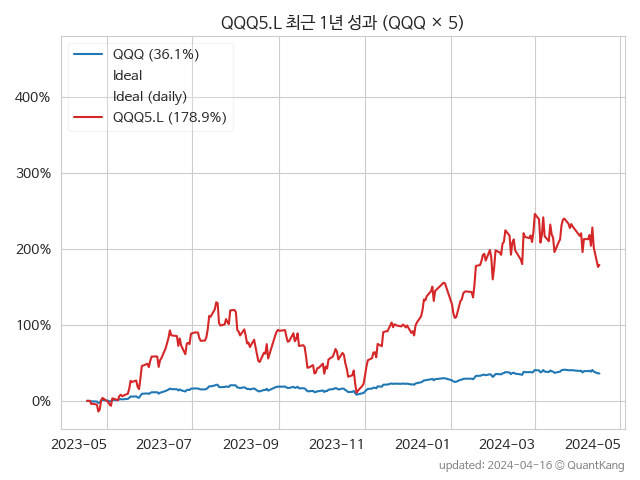 QQQ5.L 최근 1년 성과 (QQQ × 5)
QQQ (36.1%)
Ideal
Ideal (daily)
QQQ5.L (178.9%)
400%
300%
200%
100%
0%
2023-05 2023-07 2023-09 2023-11 2024-01 2024-03 2024-05
updated: 2024-04-16 © QuantKang